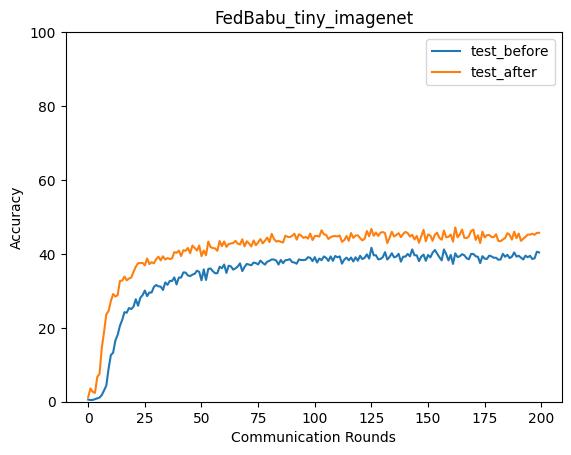 FedBabu_tiny_imagenet
test_before
test_after
Accuracy
100
80
60
40
20
0
0 25 50 75 100 125 150 175 200
Communication Rounds